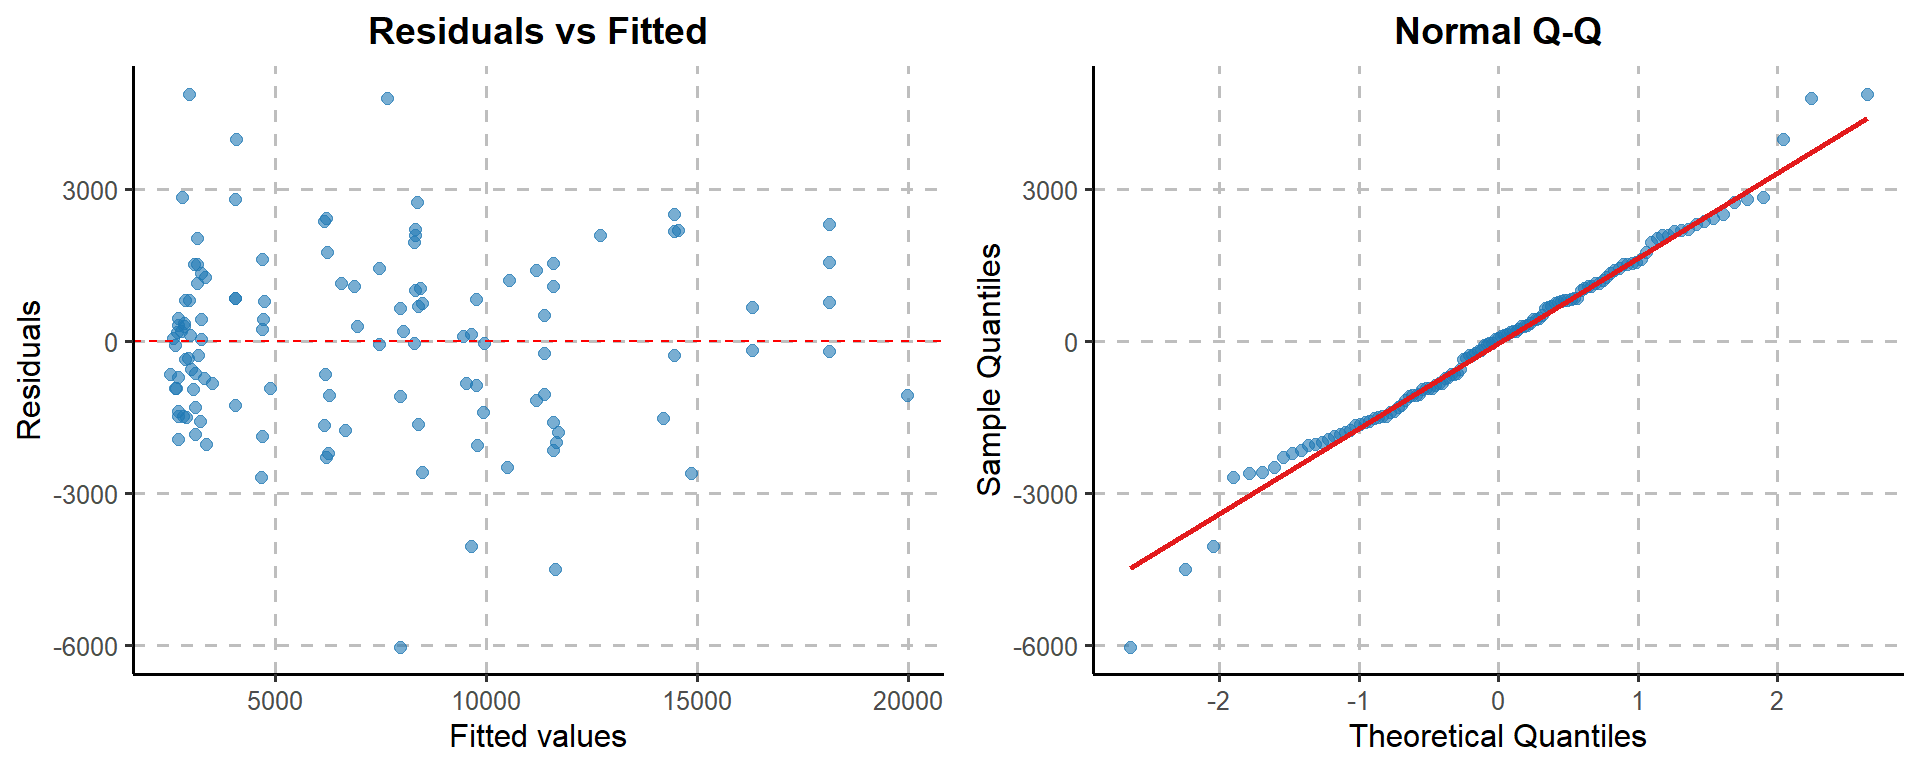 Residuals vs Fitted
3000
0
-3000
-6000
Residuals
5000 10000 15000 20000
Fitted values
Normal Q-Q
3000
0
-3000
-6000
Sample Quantiles
-2 -1 0 1 2
Theoretical Quantiles